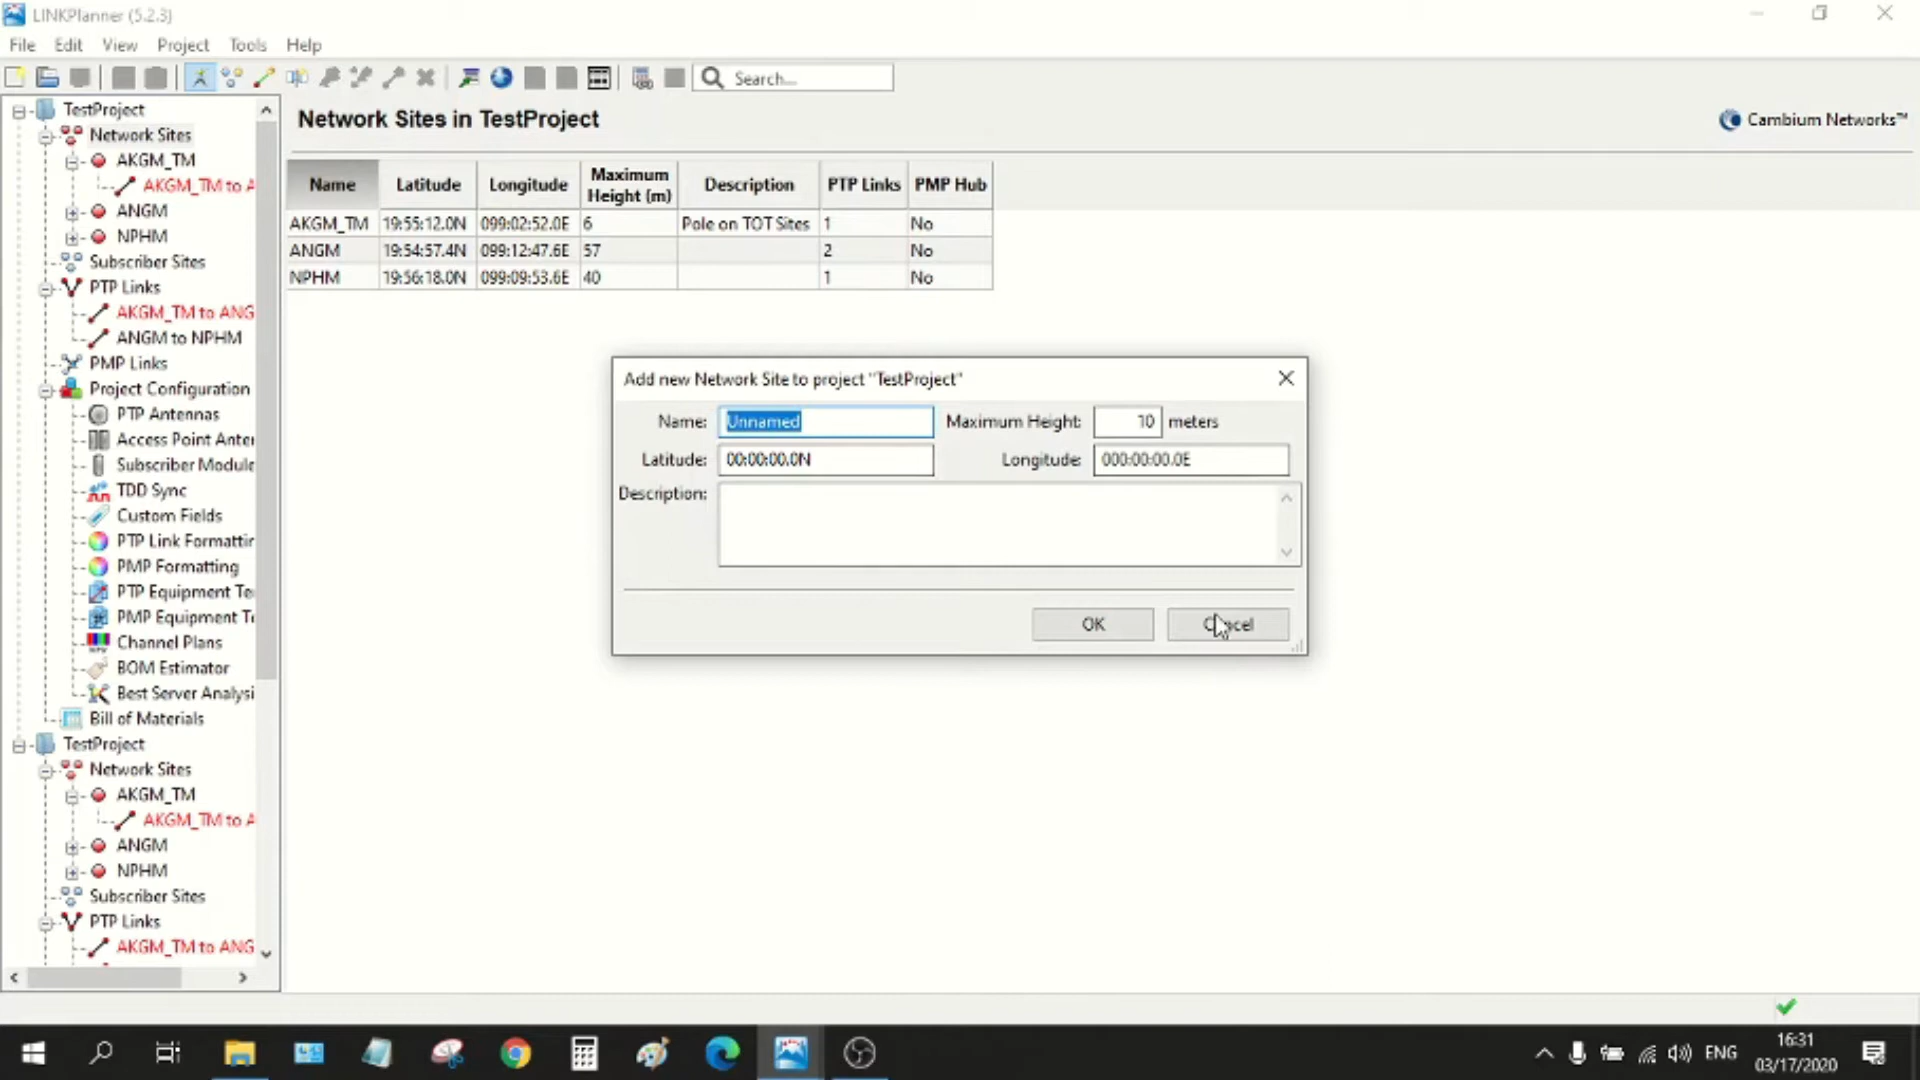 LINKPlanner (5.2.3)
File Edit View Project Tools Help
Search...
TestProject
Network Sites
AKGM_TM
AKGM_TM to A
ANGM
NPHM
Subscriber Sites
PTP Links
AKGM_TM to ANG
ANGM to NPHM
PMP Links
Project Configuration
PTP Antennas
Access Point Anter
Subscriber Module
TDD Sync
Custom Fields
PTP Link Formattir
PMP Formatting
PTP Equipment Te
PMP Equipment T
Channel Plans
BOM Estimator
Best Server Analysi
Bill of Materials
TestProject
Network Sites
AKGM_TM
AKGM_TM to A
ANGM
NPHM
Subscriber Sites
PTP Links
AKGM_TM to ANG
Network Sites in TestProject
Cambium Networks™
Name Latitude Longitude Maximum Height (m) Description PTP Links PMP Hub
AKGM_TM 19:55:12.0N 099:02:52.0E 6 Pole on TOT Sites 1 No
ANGM 19:54:57.4N 099:12:47.6E 57 2 No
NPHM 19:56:18.0N 099:09:53.6E 40 1 No
Add new Network Site to project "TestProject"
Name: Unnamed Maximum Height: 10 meters
Latitude: 00:00:00.0N Longitude: 000:00:00.0E
Description:
OK Cancel
ENG
16:31
03/17/2020